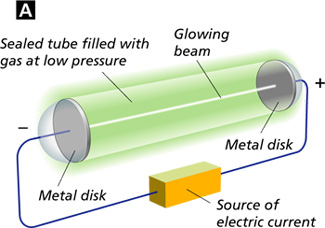 A
Sealed tube filled with
gas at low pressure
Glowing
beam
+
−
Metal disk
Metal disk
Source of
electric current